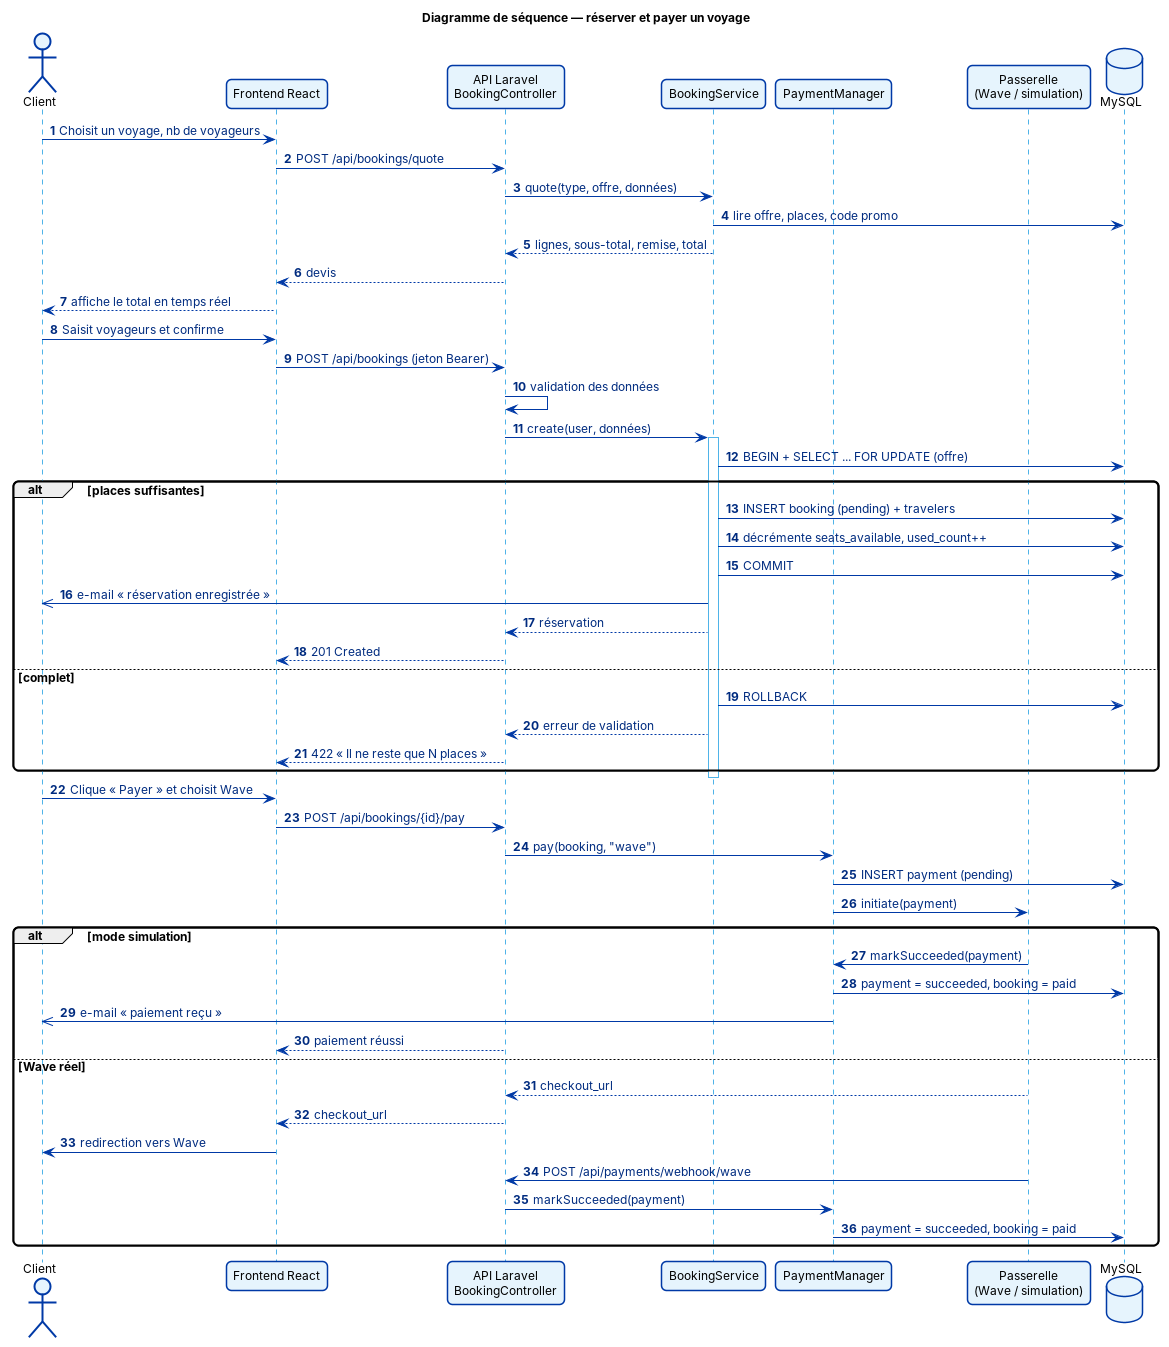 Diagramme de séquence — réserver et payer un voyage
Client
Frontend React
API Laravel
BookingController
BookingService
PaymentManager
Passerelle
(Wave / simulation)
MySQL
1 Choisit un voyage, nb de voyageurs
2 POST /api/bookings/quote
3 quote(type, offre, données)
4 lire offre, places, code promo
5 lignes, sous-total, remise, total
6 devis
7 affiche le total en temps réel
8 Saisit voyageurs et confirme
9 POST /api/bookings (jeton Bearer)
10 validation des données
11 create(user, données)
12 BEGIN + SELECT ... FOR UPDATE (offre)
alt [places suffisantes]
13 INSERT booking (pending) + travelers
14 décrémente seats_available, used_count++
15 COMMIT
16 e-mail « réservation enregistrée »
17 réservation
18 201 Created
[complet]
19 ROLLBACK
20 erreur de validation
21 422 « Il ne reste que N places »
22 Clique « Payer » et choisit Wave
23 POST /api/bookings/{id}/pay
24 pay(booking, "wave")
25 INSERT payment (pending)
26 initiate(payment)
alt [mode simulation]
27 markSucceeded(payment)
28 payment = succeeded, booking = paid
29 e-mail « paiement reçu »
30 paiement réussi
[Wave réel]
31 checkout_url
32 checkout_url
33 redirection vers Wave
34 POST /api/payments/webhook/wave
35 markSucceeded(payment)
36 payment = succeeded, booking = paid
Client
Frontend React
API Laravel
BookingController
BookingService
PaymentManager
Passerelle
(Wave / simulation)
MySQL